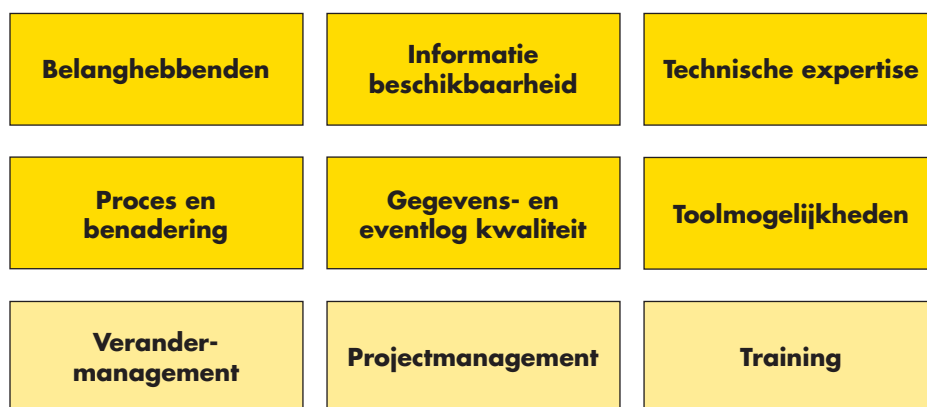 Belanghebbenden
Informatie
beschikbaarheid
Technische expertise
Proces en
benadering
Gegevens- en
eventlog kwaliteit
Toolmogelijkheden
Verander-
management
Projectmanagement
Training